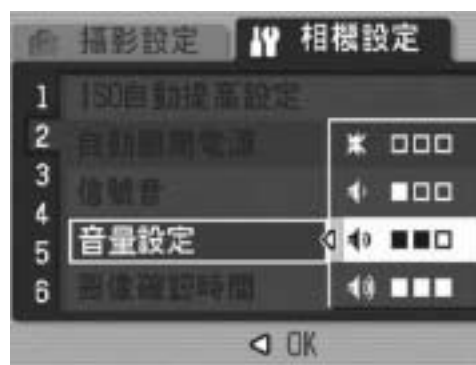 攝影設定 相機設定
1 ISO自動提高設定
2 自動關閉電源
3 信號音
4 音量設定
5 影像確認時間
6
OK